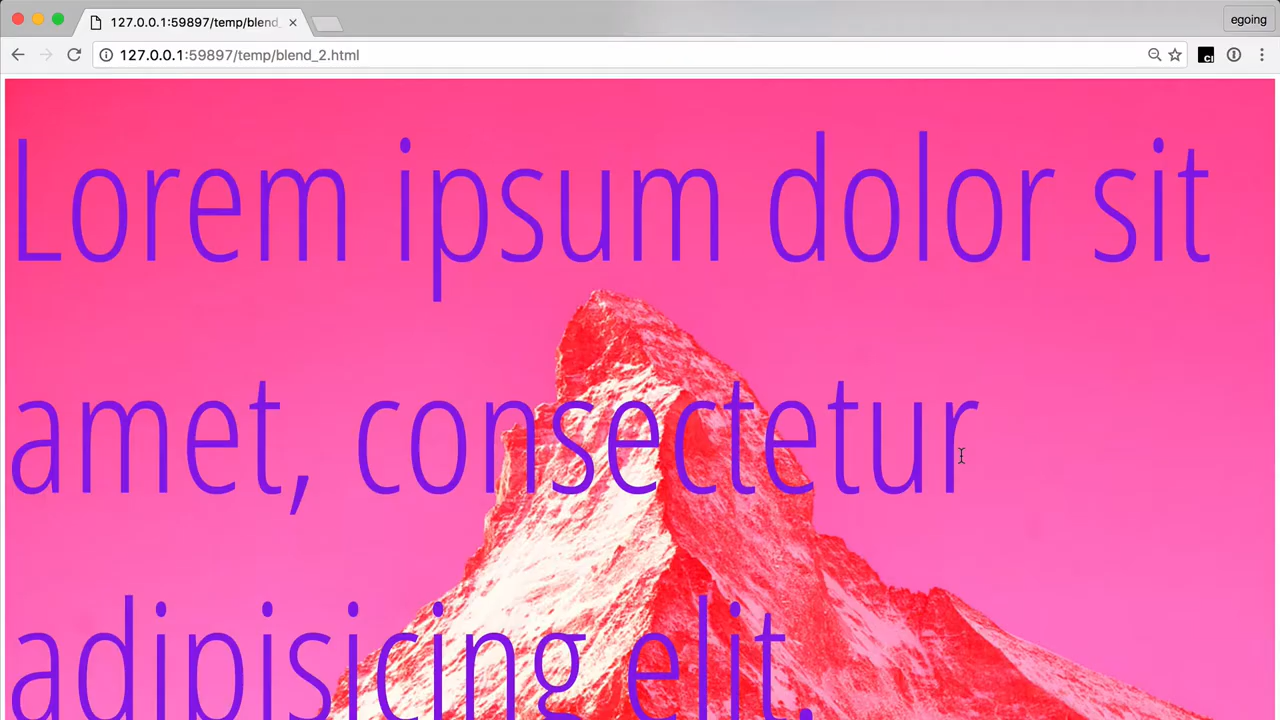 127.0.0.1:59897/temp/blend_
egoing
127.0.0.1:59897/temp/blend_2.html
Lorem ipsum dolor sit
amet, consectetur
adipisicing elit.